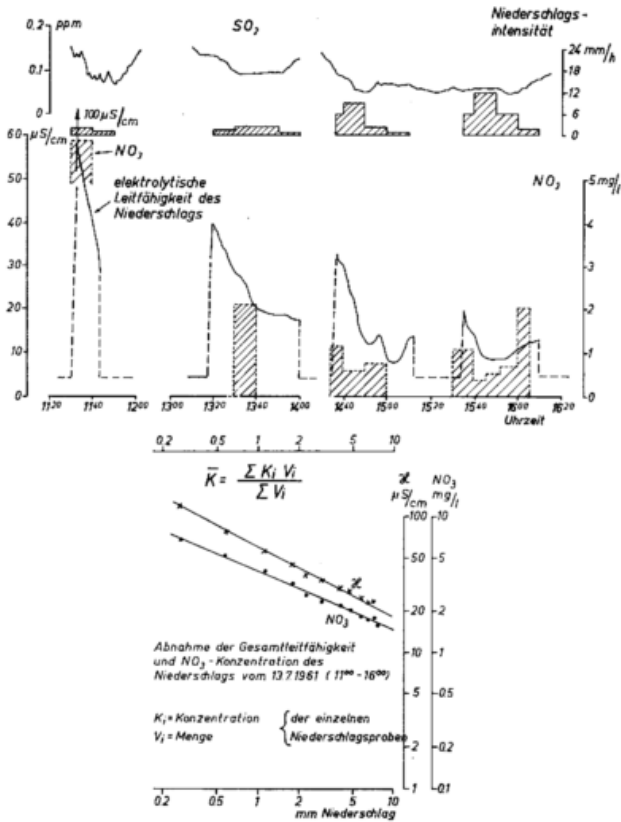 ppm
SO₂
Niederschlags-
intensität
0.2
0.1
0
24 mm/h
18
12
6
0
100 µS/cm
60 µS/cm
50
40
30
20
10
0
NO₃
elektrolytische
Leitfähigkeit des
Niederschlags
NO₃
5 mg/l
4
3
2
1
0
11²⁰ 11⁴⁰ 12⁰⁰ 13⁰⁰ 13²⁰ 13⁴⁰ 14⁰⁰ 14⁴⁰ 15⁰⁰ 15²⁰ 15⁴⁰ 16⁰⁰ 16²⁰
Uhrzeit
0.2 0.5 1 2 5 10
K̅ = Σ Kᵢ Vᵢ / Σ Vᵢ
ϰ NO₃
µS/cm mg/l
100 10
50 5
20 2
10 1
5 0.5
2 0.2
1 0.1
ϰ
NO₃
Abnahme der Gesamtleitfähigkeit
und NO₃-Konzentration des
Niederschlags vom 13.7.1961 (11⁰⁰-16⁰⁰)
Kᵢ = Konzentration { der einzelnen
Vᵢ = Menge Niederschlagsproben
0.2 0.5 1 2 5 10
mm Niederschlag